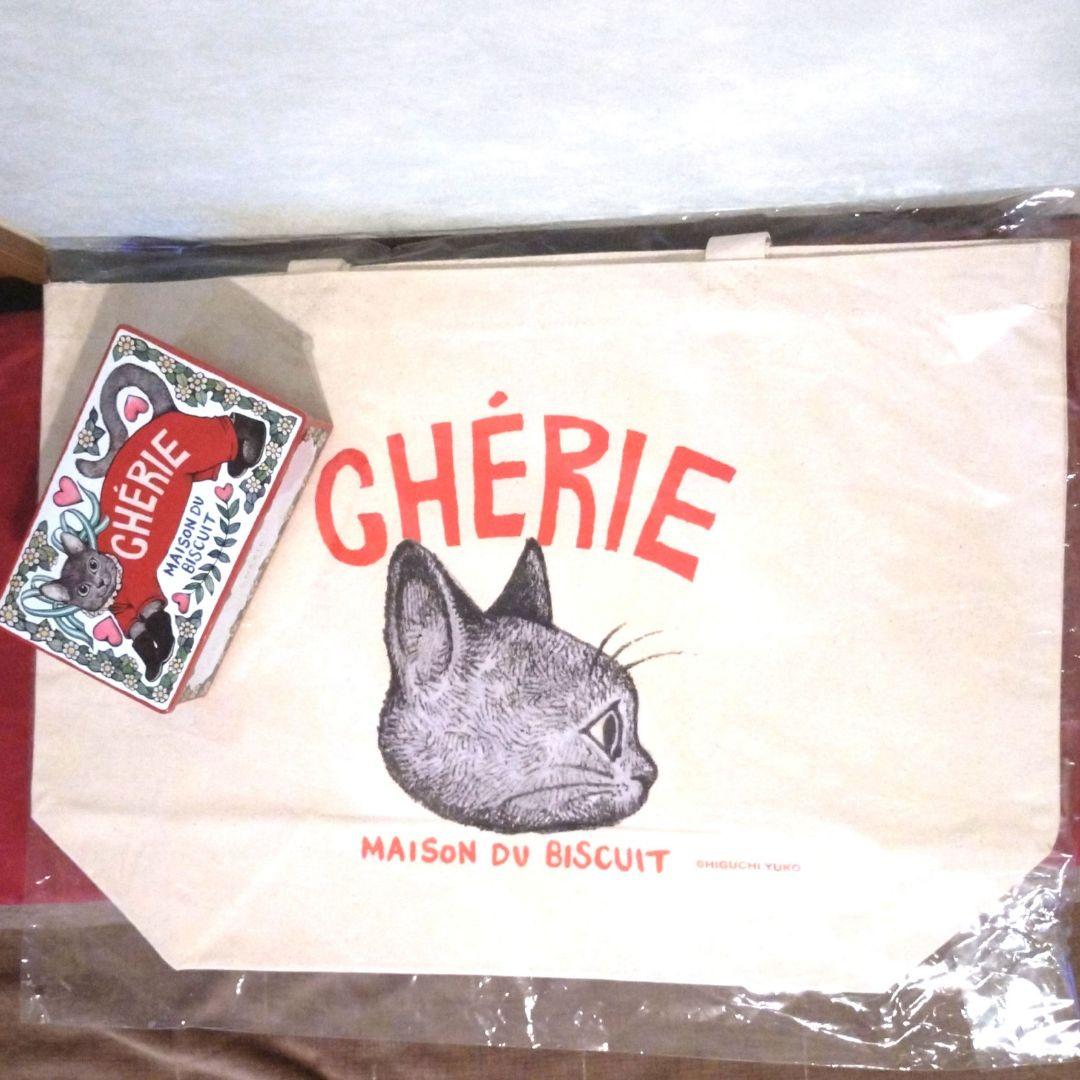 CHÉRIE
MAISON DU
BISCUIT
CHÉRIE
MAISON DU BISCUIT
©HIGUCHI YUKO